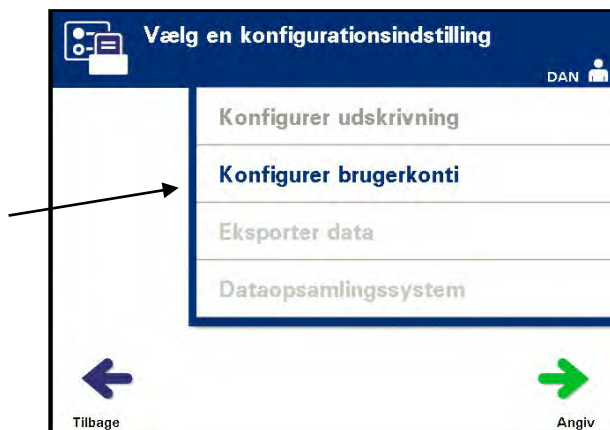 Vælg en konfigurationsindstilling
DAN
Konfigurer udskrivning
Konfigurer brugerkonti
Eksporter data
Dataopsamlingssystem
Tilbage
Angiv